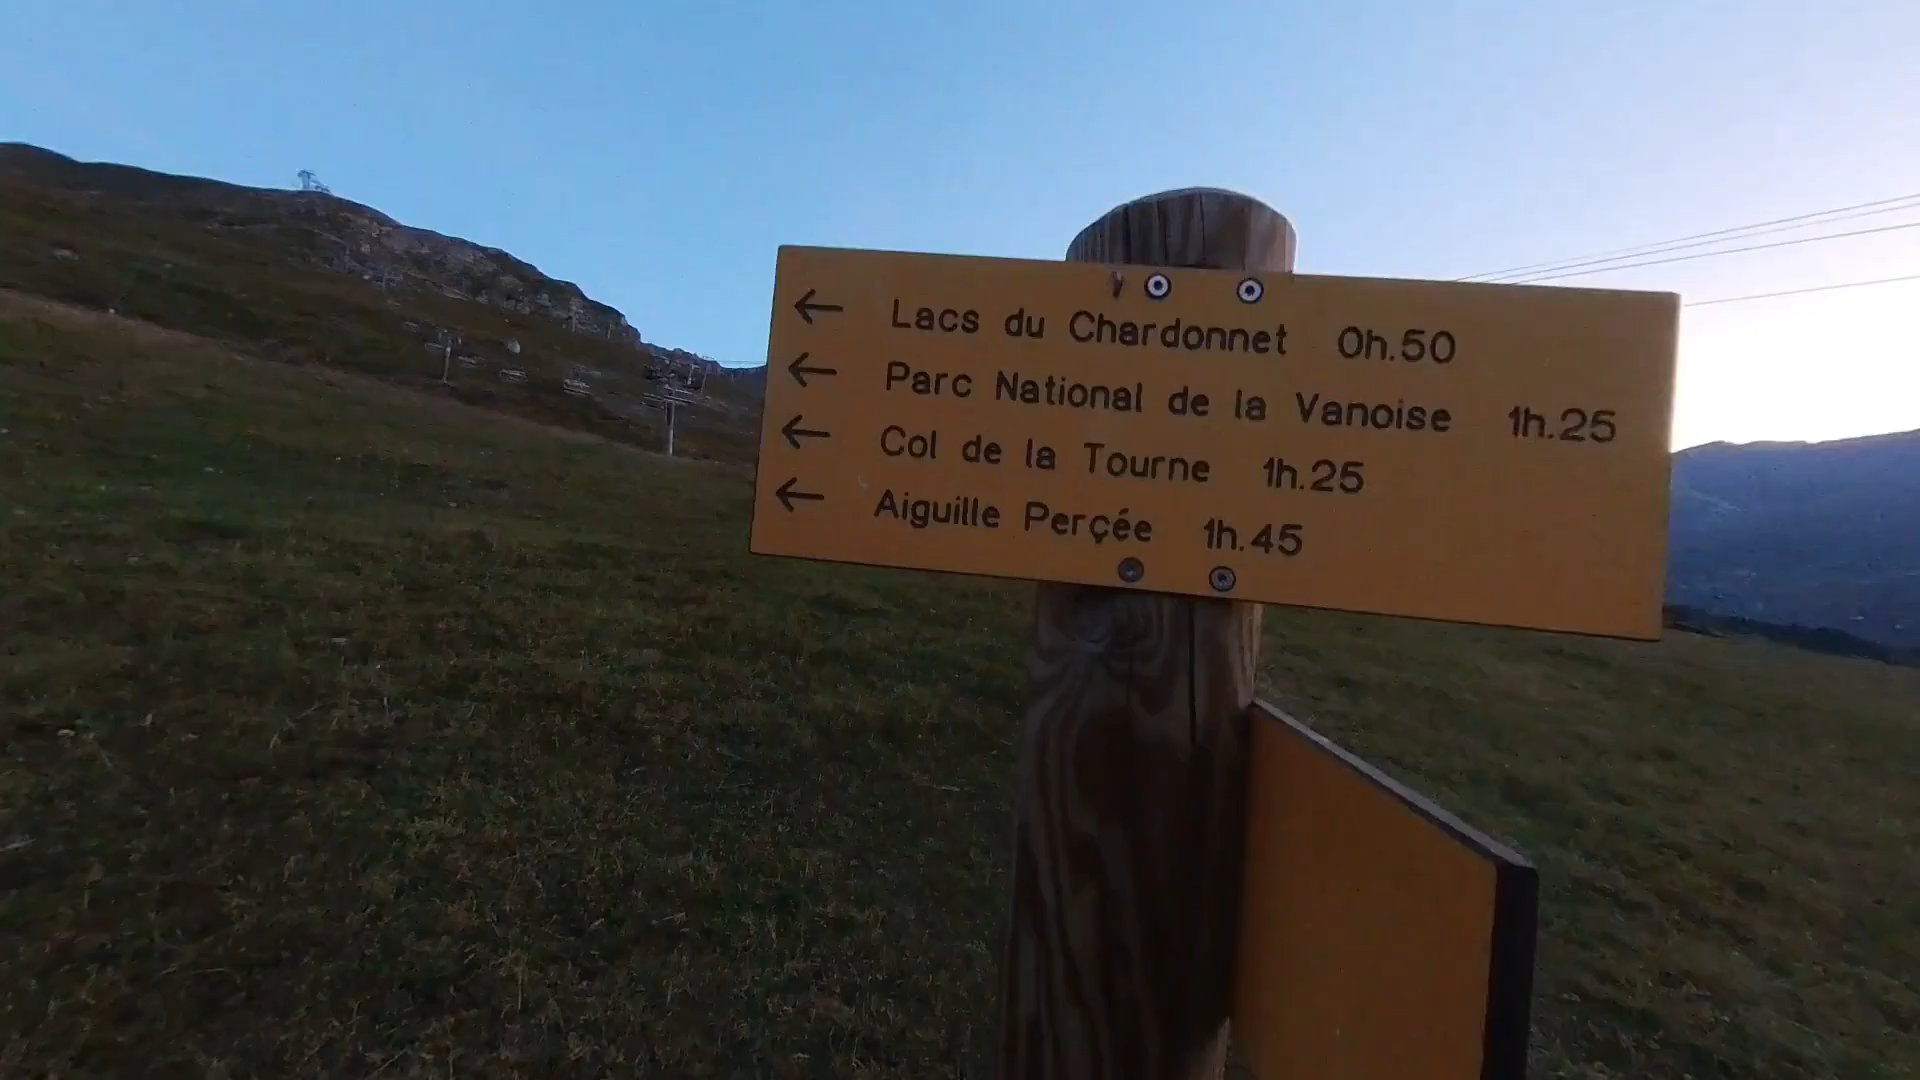 ← Lacs du Chardonnet 0h.50
← Parc National de la Vanoise 1h.25
← Col de la Tourne 1h.25
← Aiguille Perçée 1h.45